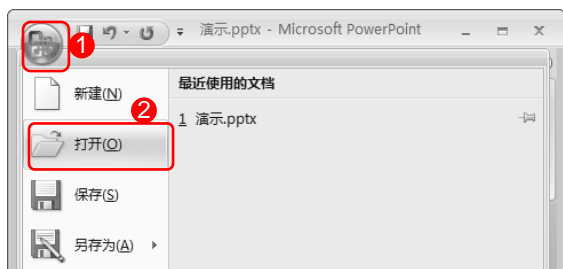 演示.pptx - Microsoft PowerPoint
1
新建(N)
最近使用的文档
2
1 演示.pptx
打开(O)
保存(S)
另存为(A)